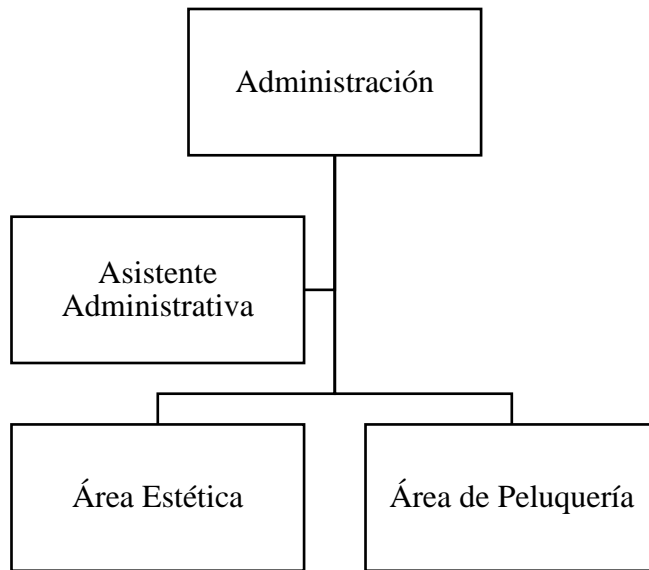 Administración
Asistente
Administrativa
Área Estética
Área de Peluquería